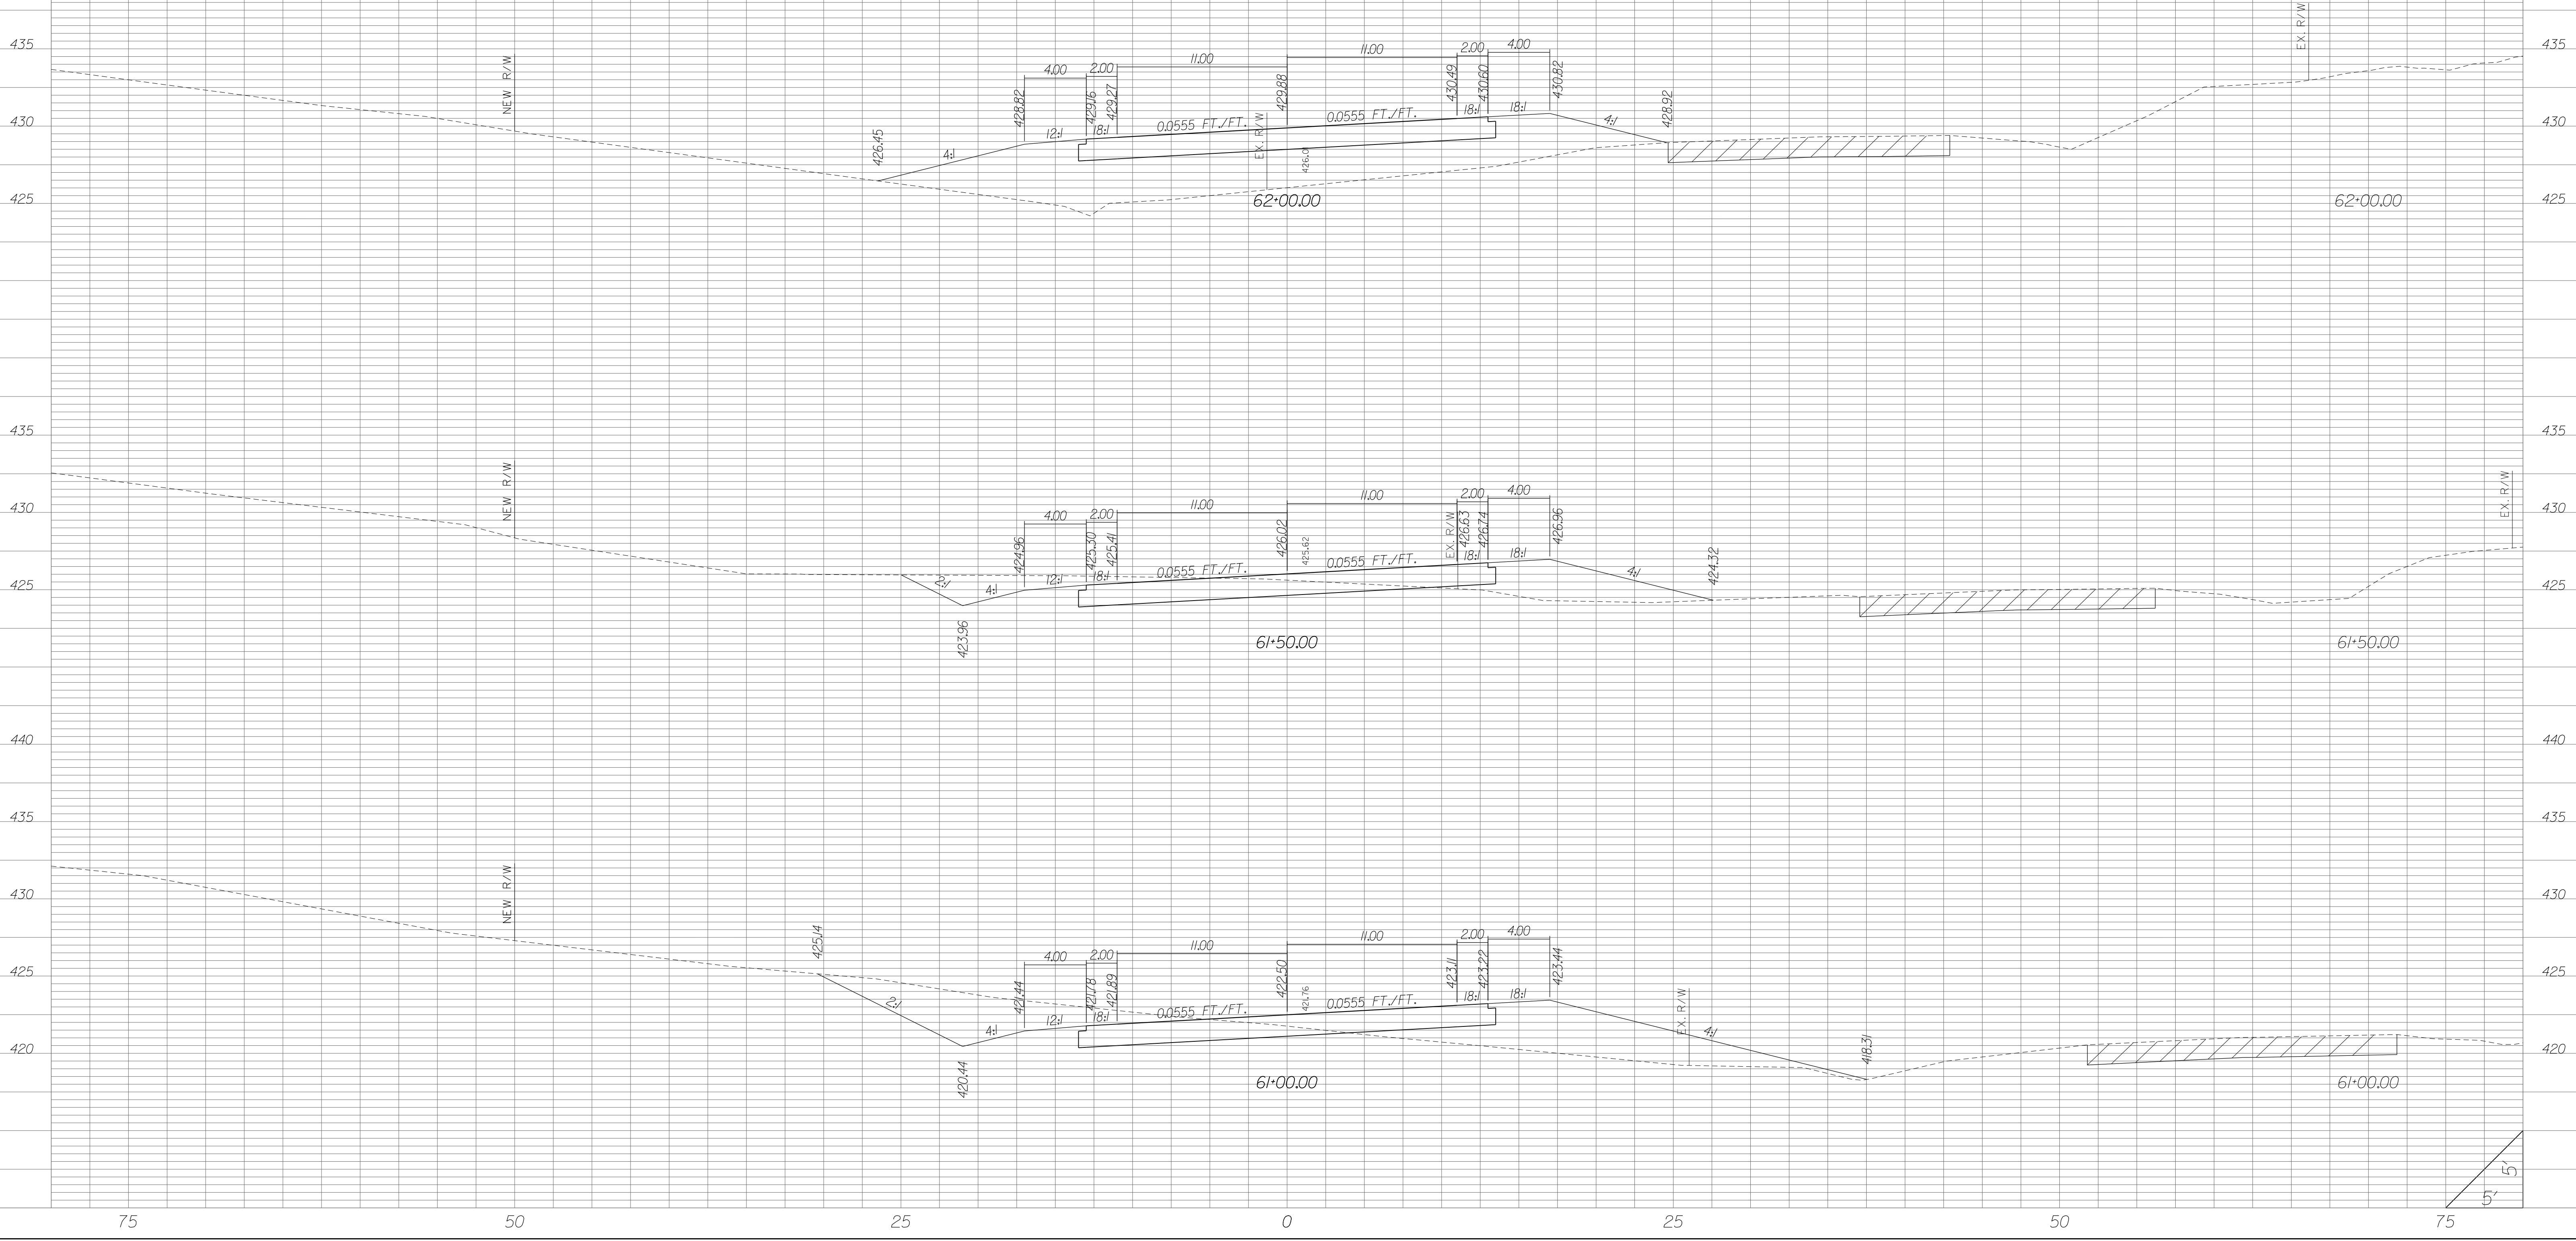 EX. R/W
435 435
NEW R/W
4.00 2.00 11.00 11.00 2.00 4.00
428.82 429.16 429.27 429.88 430.49 430.60 430.82
430 430
426.45 4:1 12:1 18:1 0.0555 FT./FT. EX. R/W 0.0555 FT./FT. 18:1 18:1 4:1 428.92
425 62+00.00 62+00.00 425
435 435
NEW R/W EX. R/W
4.00 2.00 11.00 11.00 2.00 4.00
430 430
424.96 425.30 425.41 426.02 425.62 EX. R/W 426.63 426.74 426.96
2:1 4:1 12:1 18:1 0.0555 FT./FT. 0.0555 FT./FT. 18:1 18:1 4:1 424.32
425 425
423.96 61+50.00 61+50.00
440 440
435 435
430 NEW R/W 430
4.00 2.00 11.00 11.00 2.00 4.00
425.14
425 425
421.44 421.78 421.89 422.50 421.76 423.11 423.22 423.44
2:1 4:1 12:1 18:1 0.0555 FT./FT. 0.0555 FT./FT. 18:1 18:1 EX. R/W 4:1
420 418.31 420
420.44 61+00.00 61+00.00
5'
5'
75 50 25 0 25 50 75